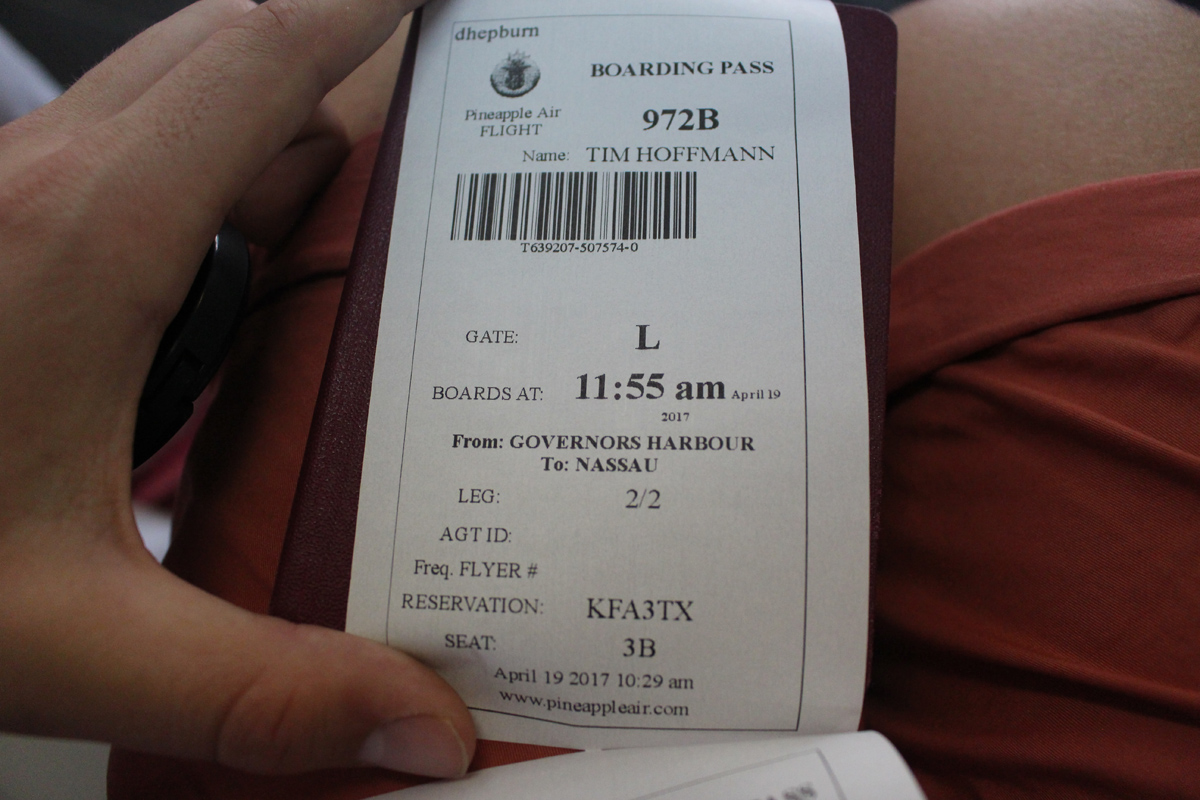 dhepburn
BOARDING PASS
Pineapple Air
FLIGHT
972B
Name: TIM HOFFMANN
T639207-507574-0
GATE: L
BOARDS AT: 11:55 am April 19
2017
From: GOVERNORS HARBOUR
To: NASSAU
LEG: 2/2
AGT ID:
Freq. FLYER #
RESERVATION: KFA3TX
SEAT: 3B
April 19 2017 10:29 am
www.pineappleair.com